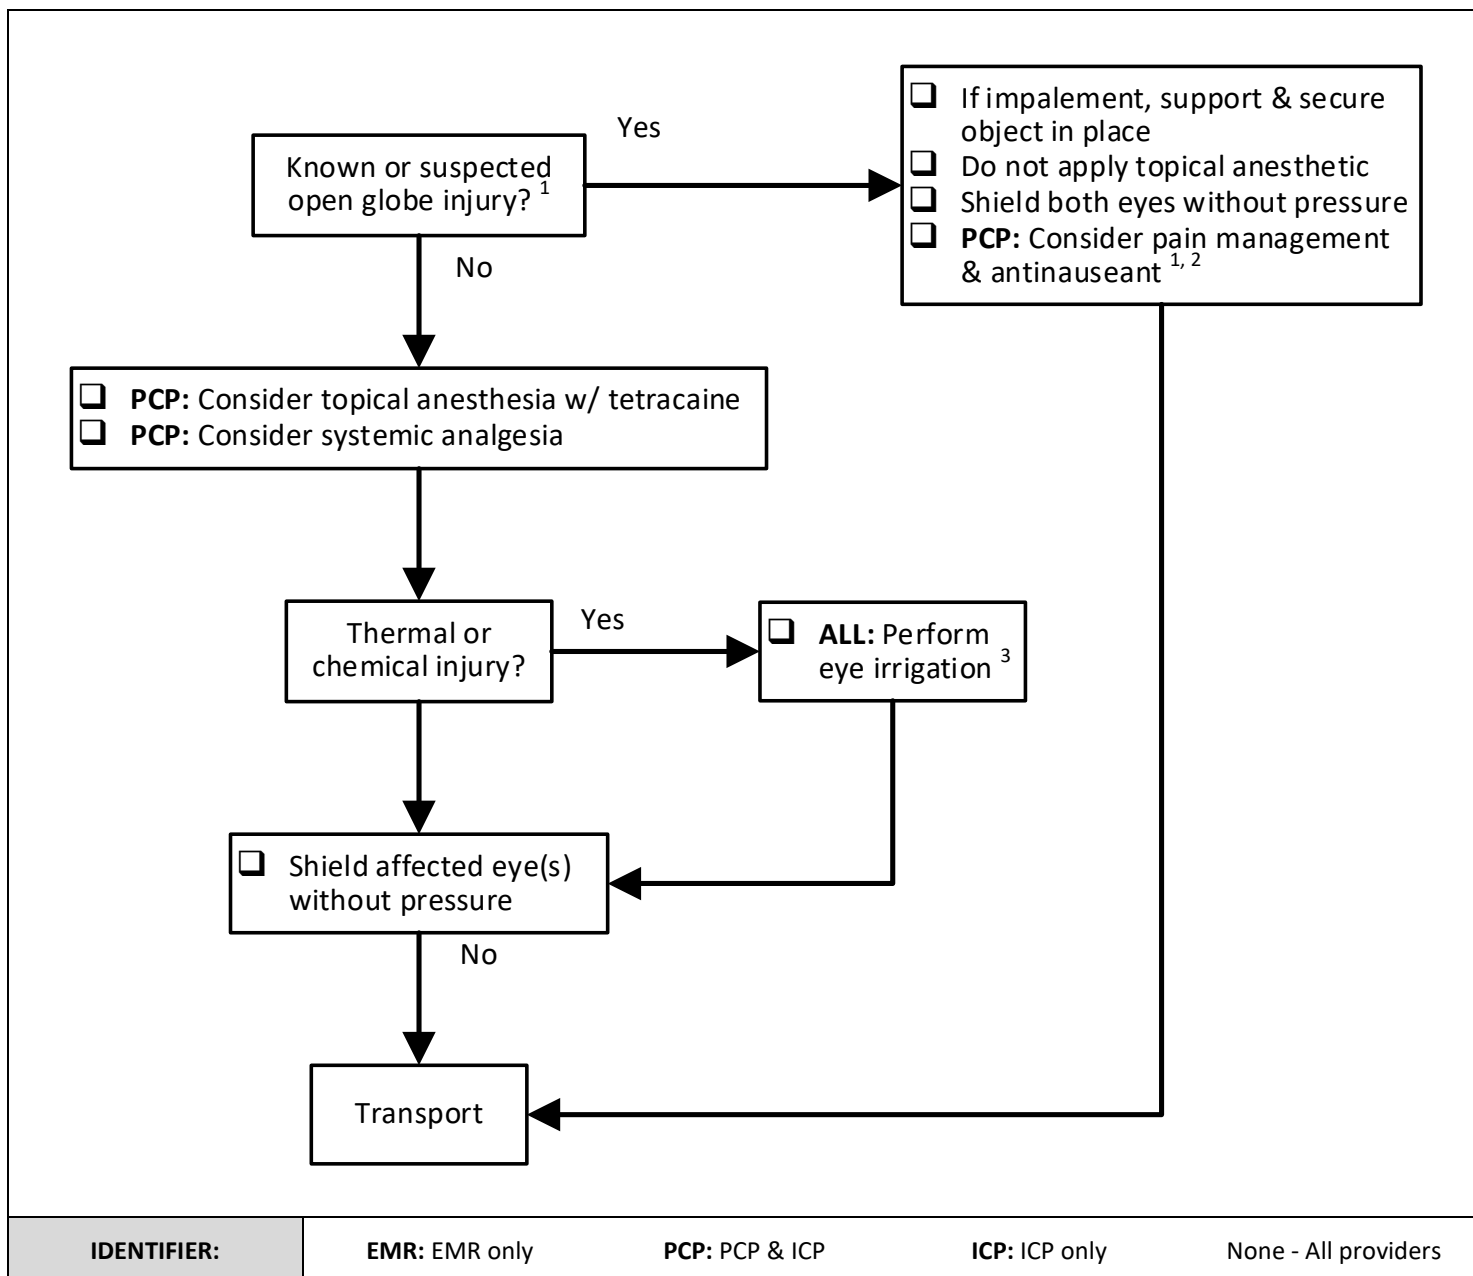 Known or suspected
open globe injury? 1
Yes
❑ If impalement, support & secure
object in place
❑ Do not apply topical anesthetic
❑ Shield both eyes without pressure
❑ PCP: Consider pain management
& antinauseant 1, 2
No
❑ PCP: Consider topical anesthesia w/ tetracaine
❑ PCP: Consider systemic analgesia
Thermal or
chemical injury?
Yes
❑ ALL: Perform
eye irrigation 3
❑ Shield affected eye(s)
without pressure
No
Transport
IDENTIFIER: EMR: EMR only PCP: PCP & ICP ICP: ICP only None - All providers